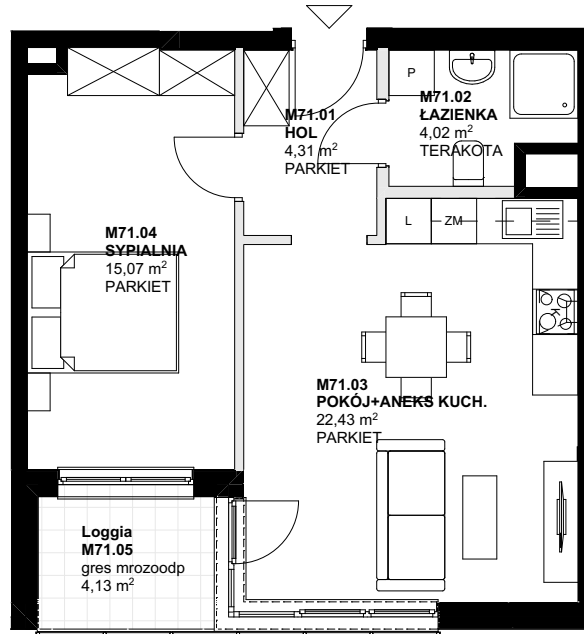 P
M71.02
ŁAZIENKA
4,02 m²
TERAKOTA
M71.01
HOL
4,31 m²
PARKIET
L
ZM
M71.04
SYPIALNIA
15,07 m²
PARKIET
K
M71.03
POKÓJ+ANEKS KUCH.
22,43 m²
PARKIET
Loggia
M71.05
gres mrozoodp
4,13 m²